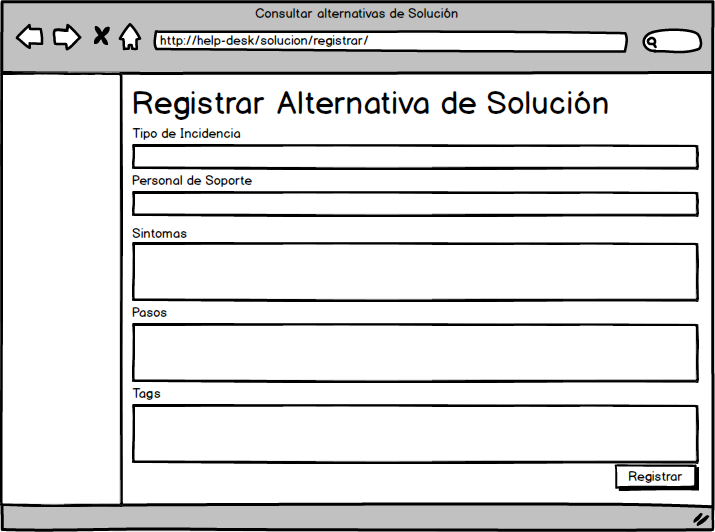 Consultar alternativas de Solución
http://help-desk/solucion/registrar/
Registrar Alternativa de Solución
Tipo de Incidencia
Personal de Soporte
Sintomas
Pasos
Tags
Registrar